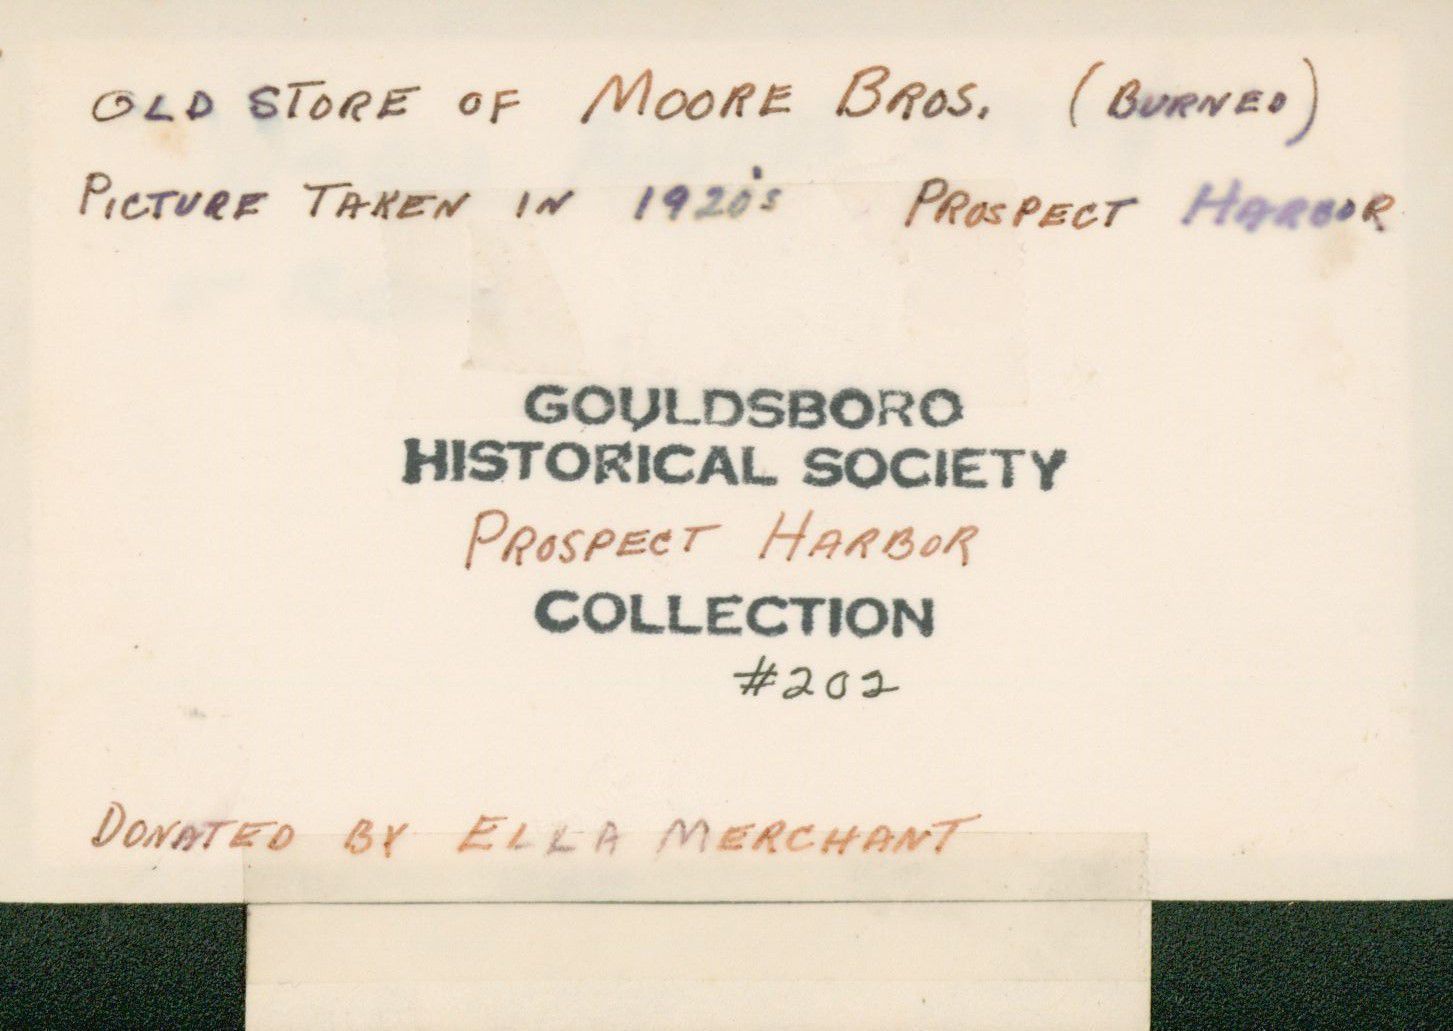 OLD STORE OF MOORE BROS. (BURNED)
PICTURE TAKEN IN 1920's PROSPECT HARBOR
GOULDSBORO
HISTORICAL SOCIETY
PROSPECT HARBOR
COLLECTION
#202
DONATED BY ELLA MERCHANT